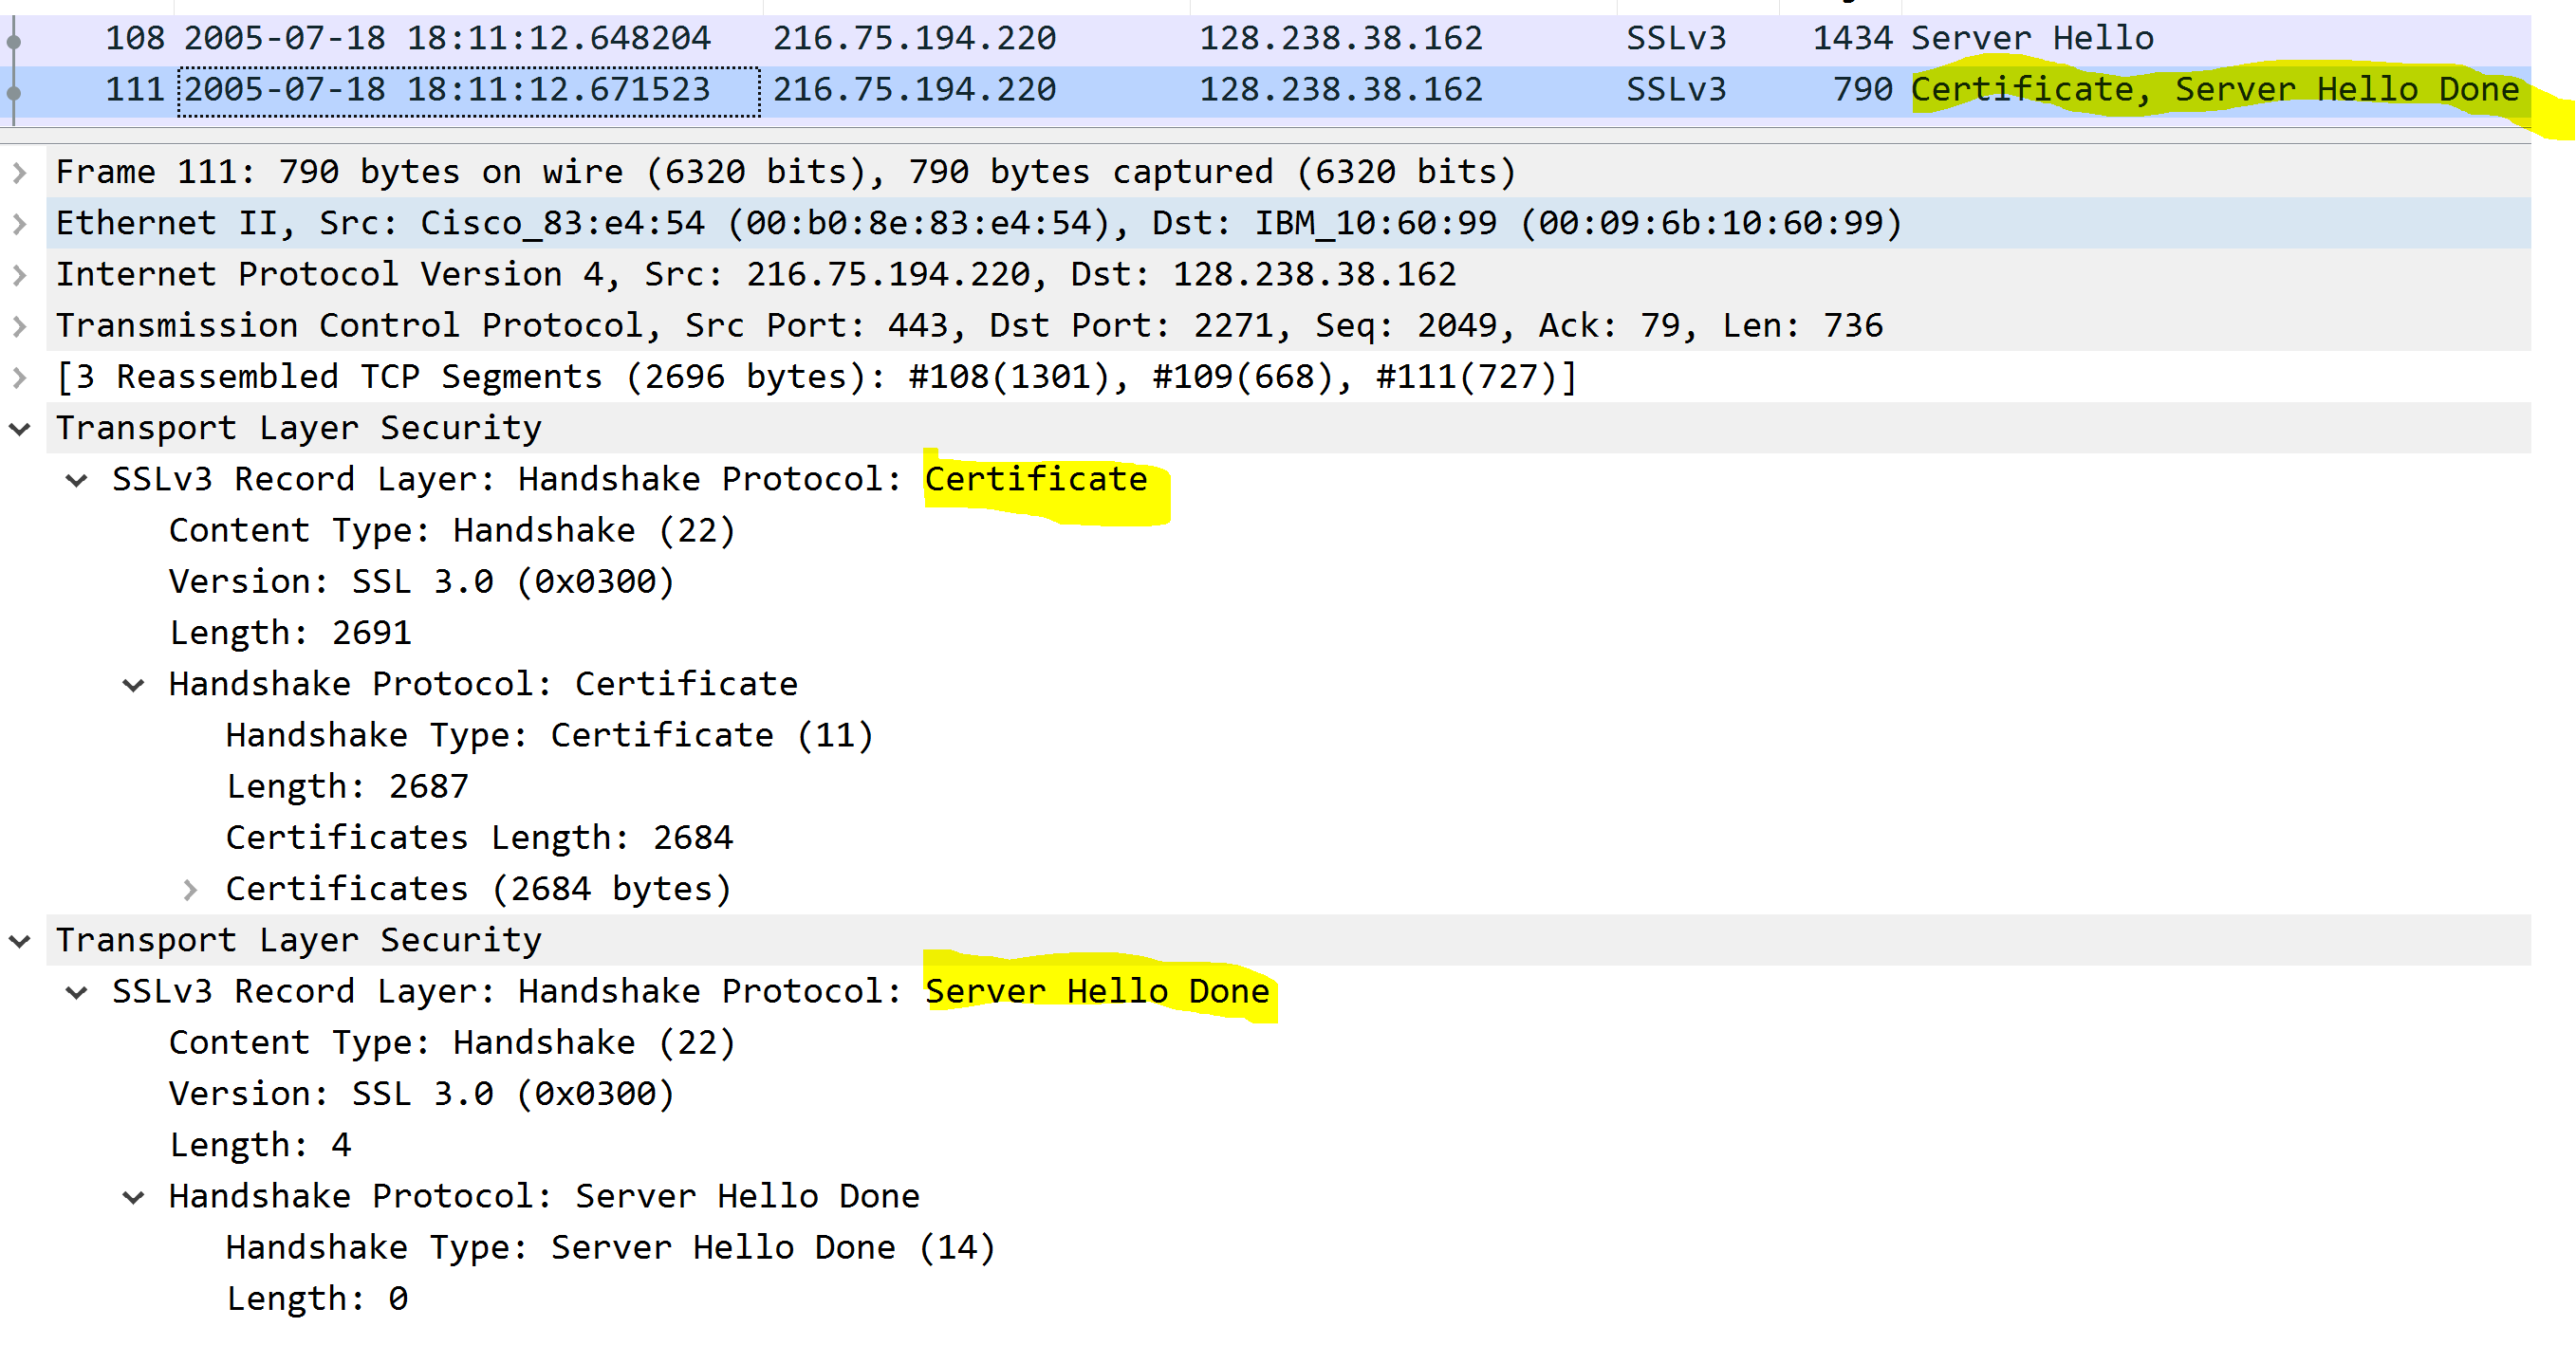 108 2005-07-18 18:11:12.648204 216.75.194.220 128.238.38.162 SSLv3 1434 Server Hello
111 2005-07-18 18:11:12.671523 216.75.194.220 128.238.38.162 SSLv3 790 Certificate, Server Hello Done
Frame 111: 790 bytes on wire (6320 bits), 790 bytes captured (6320 bits)
Ethernet II, Src: Cisco_83:e4:54 (00:b0:8e:83:e4:54), Dst: IBM_10:60:99 (00:09:6b:10:60:99)
Internet Protocol Version 4, Src: 216.75.194.220, Dst: 128.238.38.162
Transmission Control Protocol, Src Port: 443, Dst Port: 2271, Seq: 2049, Ack: 79, Len: 736
[3 Reassembled TCP Segments (2696 bytes): #108(1301), #109(668), #111(727)]
Transport Layer Security
SSLv3 Record Layer: Handshake Protocol: Certificate
Content Type: Handshake (22)
Version: SSL 3.0 (0x0300)
Length: 2691
Handshake Protocol: Certificate
Handshake Type: Certificate (11)
Length: 2687
Certificates Length: 2684
Certificates (2684 bytes)
Transport Layer Security
SSLv3 Record Layer: Handshake Protocol: Server Hello Done
Content Type: Handshake (22)
Version: SSL 3.0 (0x0300)
Length: 4
Handshake Protocol: Server Hello Done
Handshake Type: Server Hello Done (14)
Length: 0